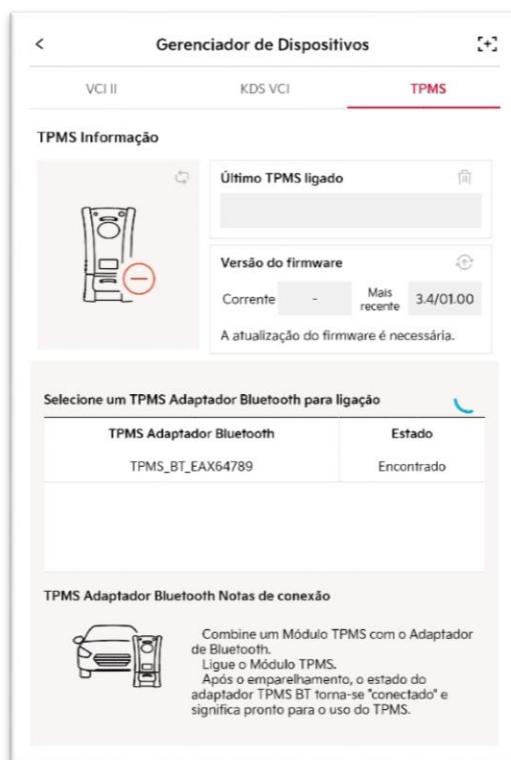 Gerenciador de Dispositivos
VCI II KDS VCI TPMS
TPMS Informação
Último TPMS ligado
Versão do firmware
Corrente - Mais recente 3.4/01.00
A atualização do firmware é necessária.
Selecione um TPMS Adaptador Bluetooth para ligação
TPMS Adaptador Bluetooth Estado
TPMS_BT_EAX64789 Encontrado
TPMS Adaptador Bluetooth Notas de conexão
Combine um Módulo TPMS com o Adaptador
de Bluetooth.
Ligue o Módulo TPMS.
Após o emparelhamento, o estado do
adaptador TPMS BT torna-se "conectado" e
significa pronto para o uso do TPMS.